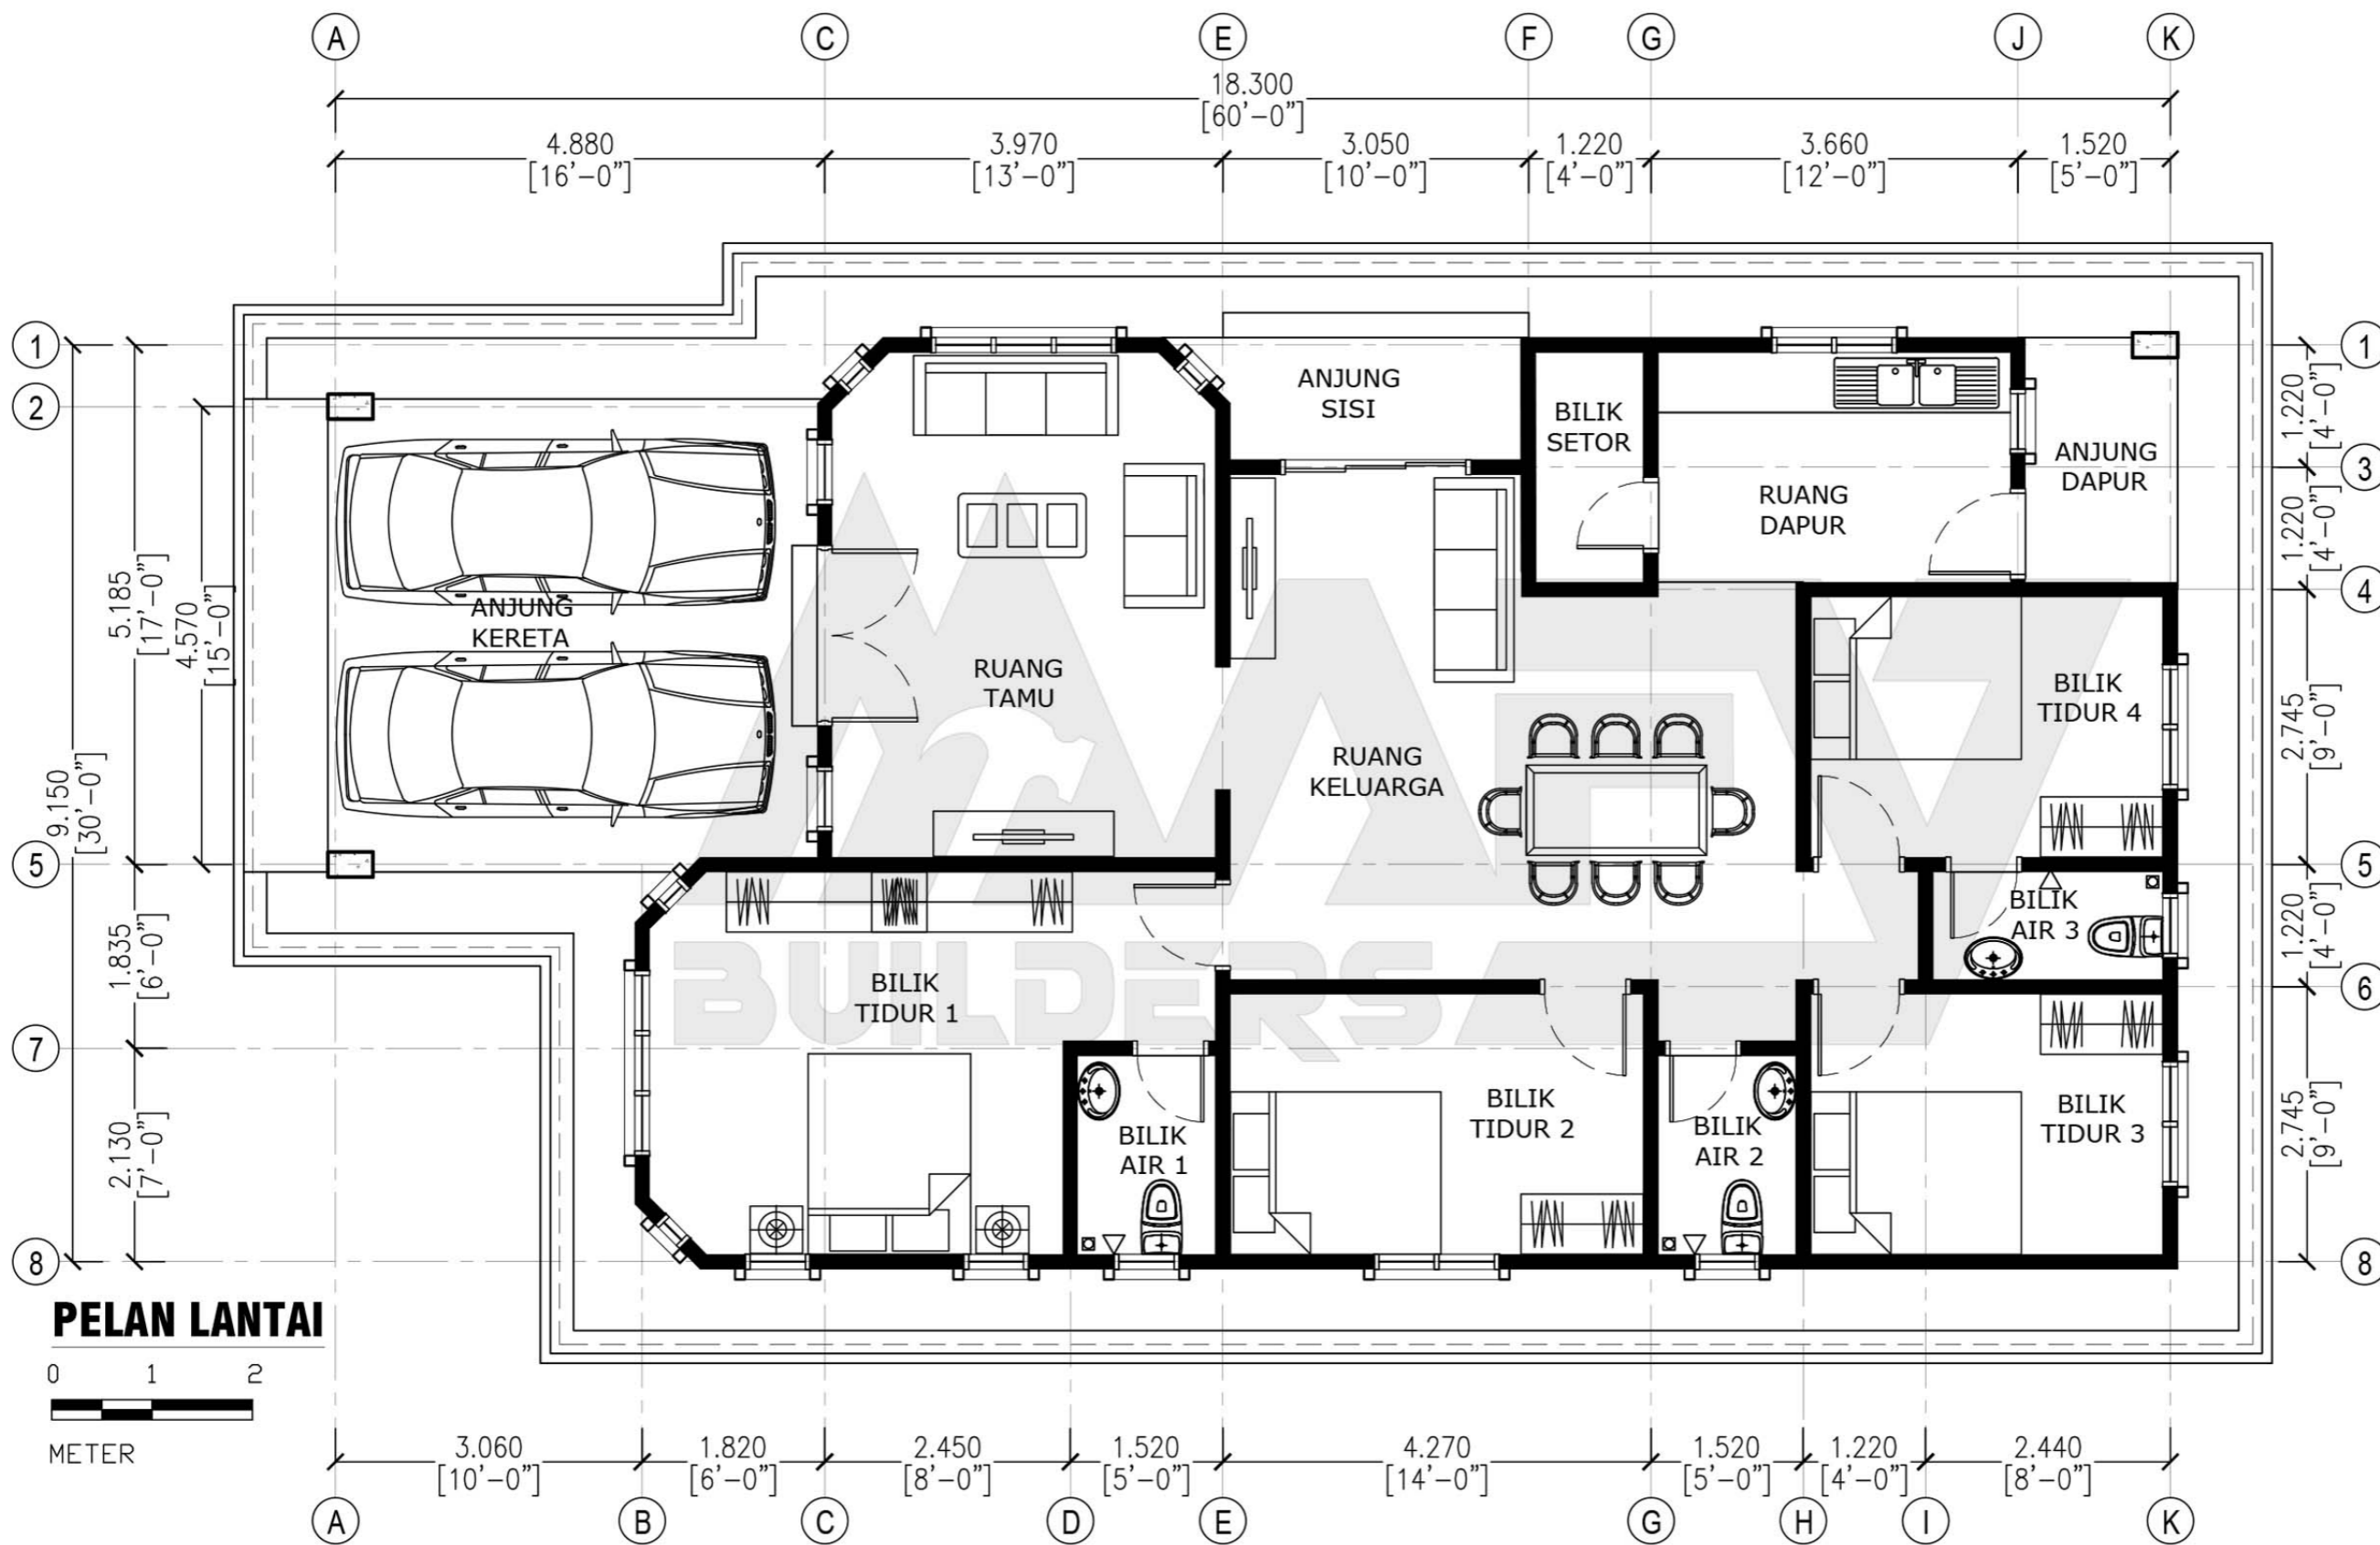 A C E F G J K
18.300
[60'-0"]
4.880 3.970 3.050 1.220 3.660 1.520
[16'-0"] [13'-0"] [10'-0"] [4'-0"] [12'-0"] [5'-0"]
1
2
5
7
8
9.150
[30'-0"]
5.185
[17'-0"]
4.570
[15'-0"]
1.835
[6'-0"]
2.130
[7'-0"]
ANJUNG
KERETA
RUANG
TAMU
ANJUNG
SISI
BILIK
SETOR
RUANG
DAPUR
ANJUNG
DAPUR
RUANG
KELUARGA
BILIK
TIDUR 4
BILIK
AIR 3
BILIK
TIDUR 1
BILIK
AIR 1
BILIK
TIDUR 2
BILIK
AIR 2
BILIK
TIDUR 3
BUILDERS
1
3
4
5
6
8
1.220
[4'-0"]
1.220
[4'-0"]
2.745
[9'-0"]
1.220
[4'-0"]
2.745
[9'-0"]
PELAN LANTAI
0 1 2
METER
3.060 1.820 2.450 1.520 4.270 1.520 1.220 2.440
[10'-0"] [6'-0"] [8'-0"] [5'-0"] [14'-0"] [5'-0"] [4'-0"] [8'-0"]
A B C D E G H I K